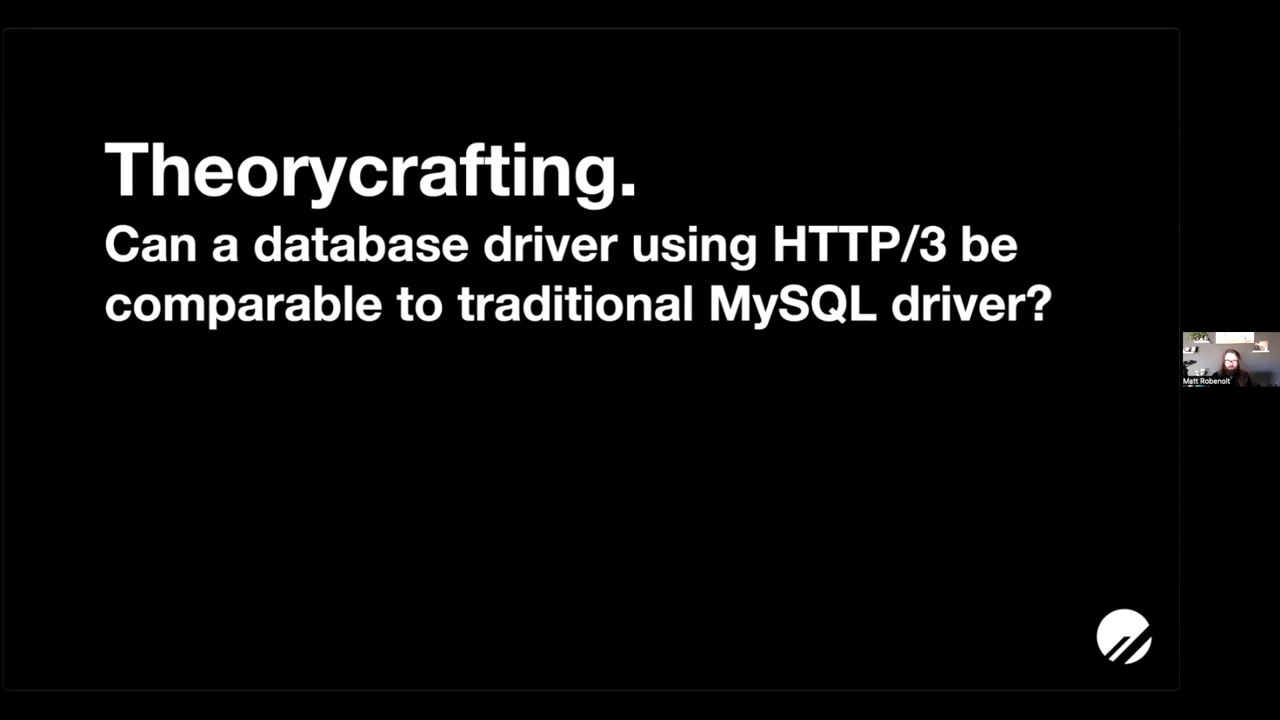 Theorycrafting.
Can a database driver using HTTP/3 be
comparable to traditional MySQL driver?
Matt Robenolt